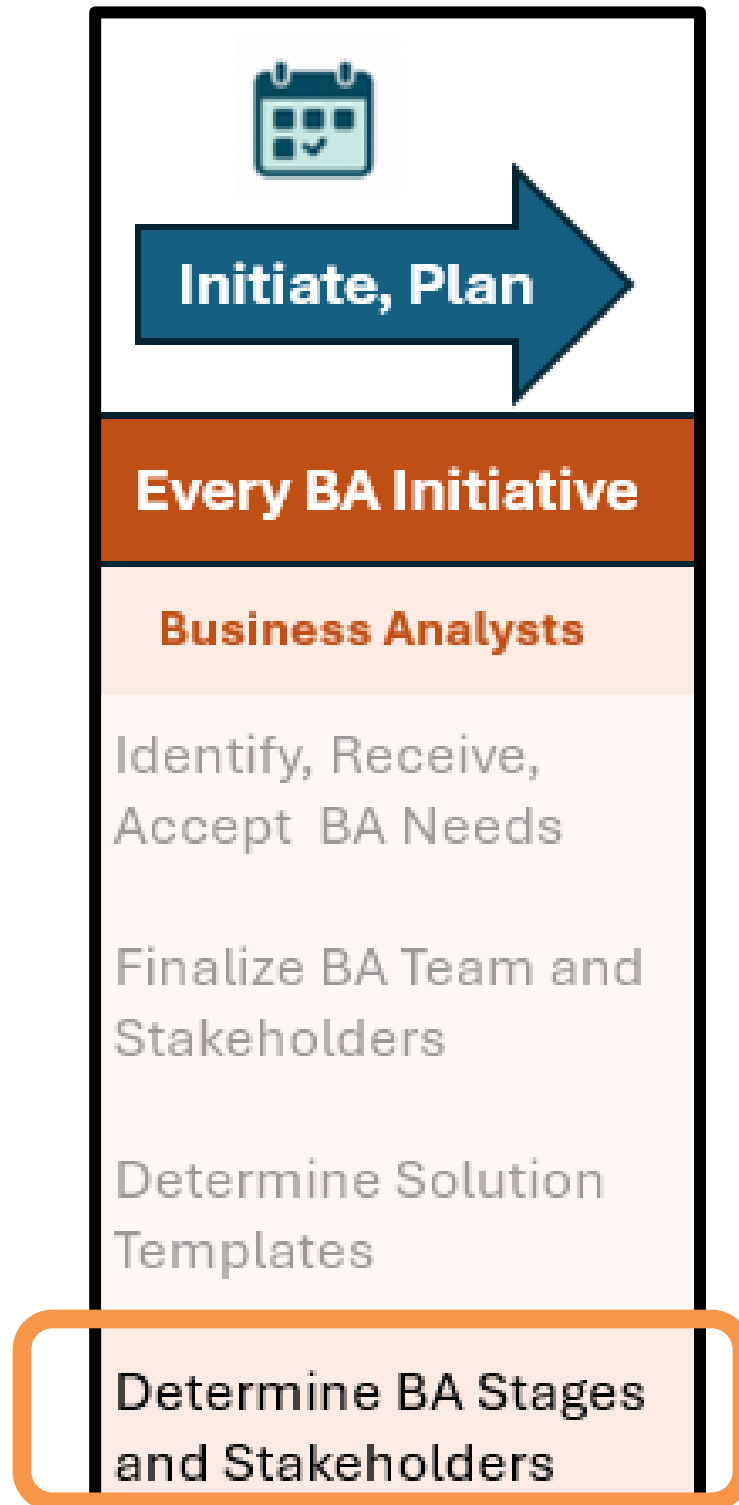 Initiate, Plan
Every BA Initiative
Business Analysts
Identify, Receive,
Accept  BA Needs
Finalize BA Team and
Stakeholders
Determine Solution
Templates
Determine BA Stages
and Stakeholders